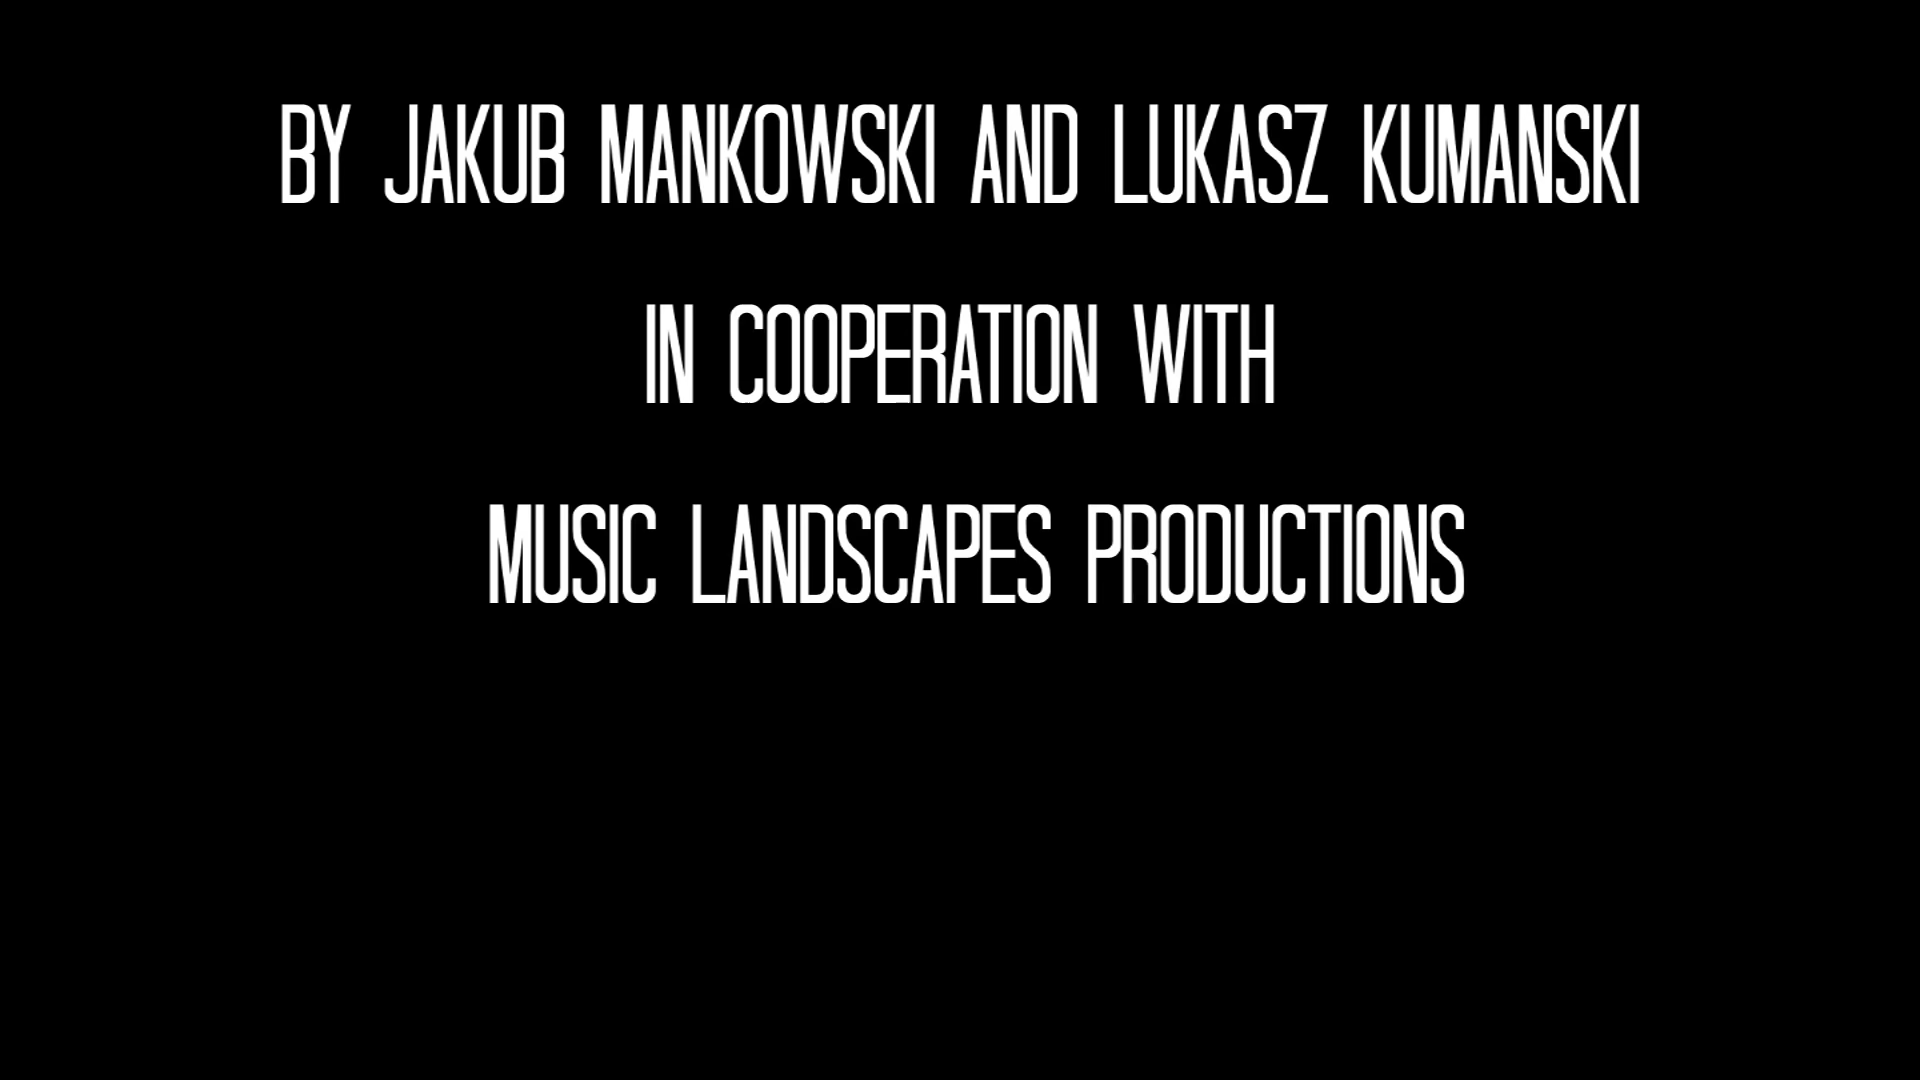 BY JAKUB MANKOWSKI AND LUKASZ KUMANSKI
IN COOPERATION WITH
MUSIC LANDSCAPES PRODUCTIONS